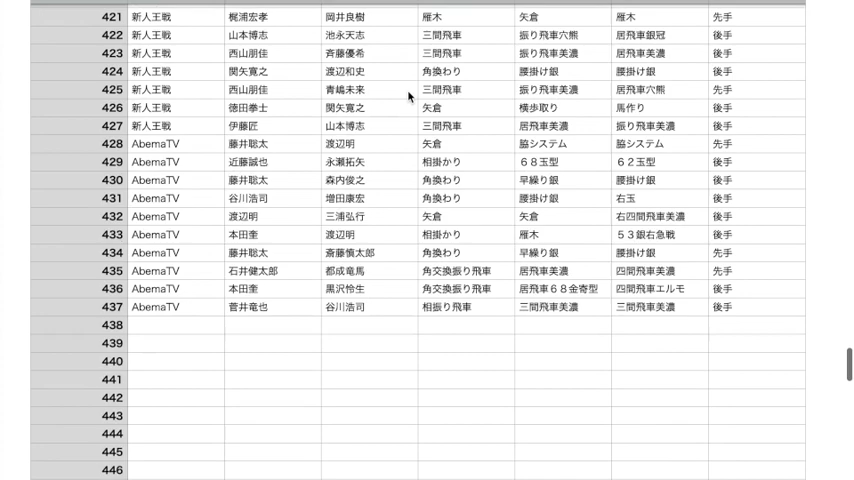 421 新人王戦 梶浦宏孝 岡井良樹 雁木 矢倉 雁木 先手
422 新人王戦 山本博志 池永天志 三間飛車 振り飛車穴熊 居飛車銀冠 後手
423 新人王戦 西山朋佳 斉藤優希 三間飛車 振り飛車美濃 居飛車美濃 後手
424 新人王戦 関矢寛之 渡辺和史 角換わり 腰掛け銀 腰掛け銀 後手
425 新人王戦 西山朋佳 青嶋未来 三間飛車 振り飛車美濃 居飛車穴熊 先手
426 新人王戦 徳田拳士 関矢寛之 矢倉 横歩取り 馬作り 後手
427 新人王戦 伊藤匠 山本博志 三間飛車 居飛車美濃 振り飛車美濃 後手
428 AbemaTV 藤井聡太 渡辺明 矢倉 脇システム 脇システム 先手
429 AbemaTV 近藤誠也 永瀬拓矢 相掛かり 68玉型 62玉型 後手
430 AbemaTV 藤井聡太 森内俊之 角換わり 早繰り銀 腰掛け銀 後手
431 AbemaTV 谷川浩司 増田康宏 角換わり 腰掛け銀 右玉 後手
432 AbemaTV 渡辺明 三浦弘行 矢倉 矢倉 右四間飛車美濃 後手
433 AbemaTV 本田奎 渡辺明 相掛かり 雁木 53銀右急戦 後手
434 AbemaTV 藤井聡太 斎藤慎太郎 角換わり 早繰り銀 腰掛け銀 先手
435 AbemaTV 石井健太郎 都成竜馬 角交換振り飛車 居飛車美濃 四間飛車美濃 先手
436 AbemaTV 本田奎 黒沢怜生 角交換振り飛車 居飛車68金寄型 四間飛車エルモ 後手
437 AbemaTV 菅井竜也 谷川浩司 相振り飛車 三間飛車美濃 三間飛車美濃 後手
438
439
440
441
442
443
444
445
446